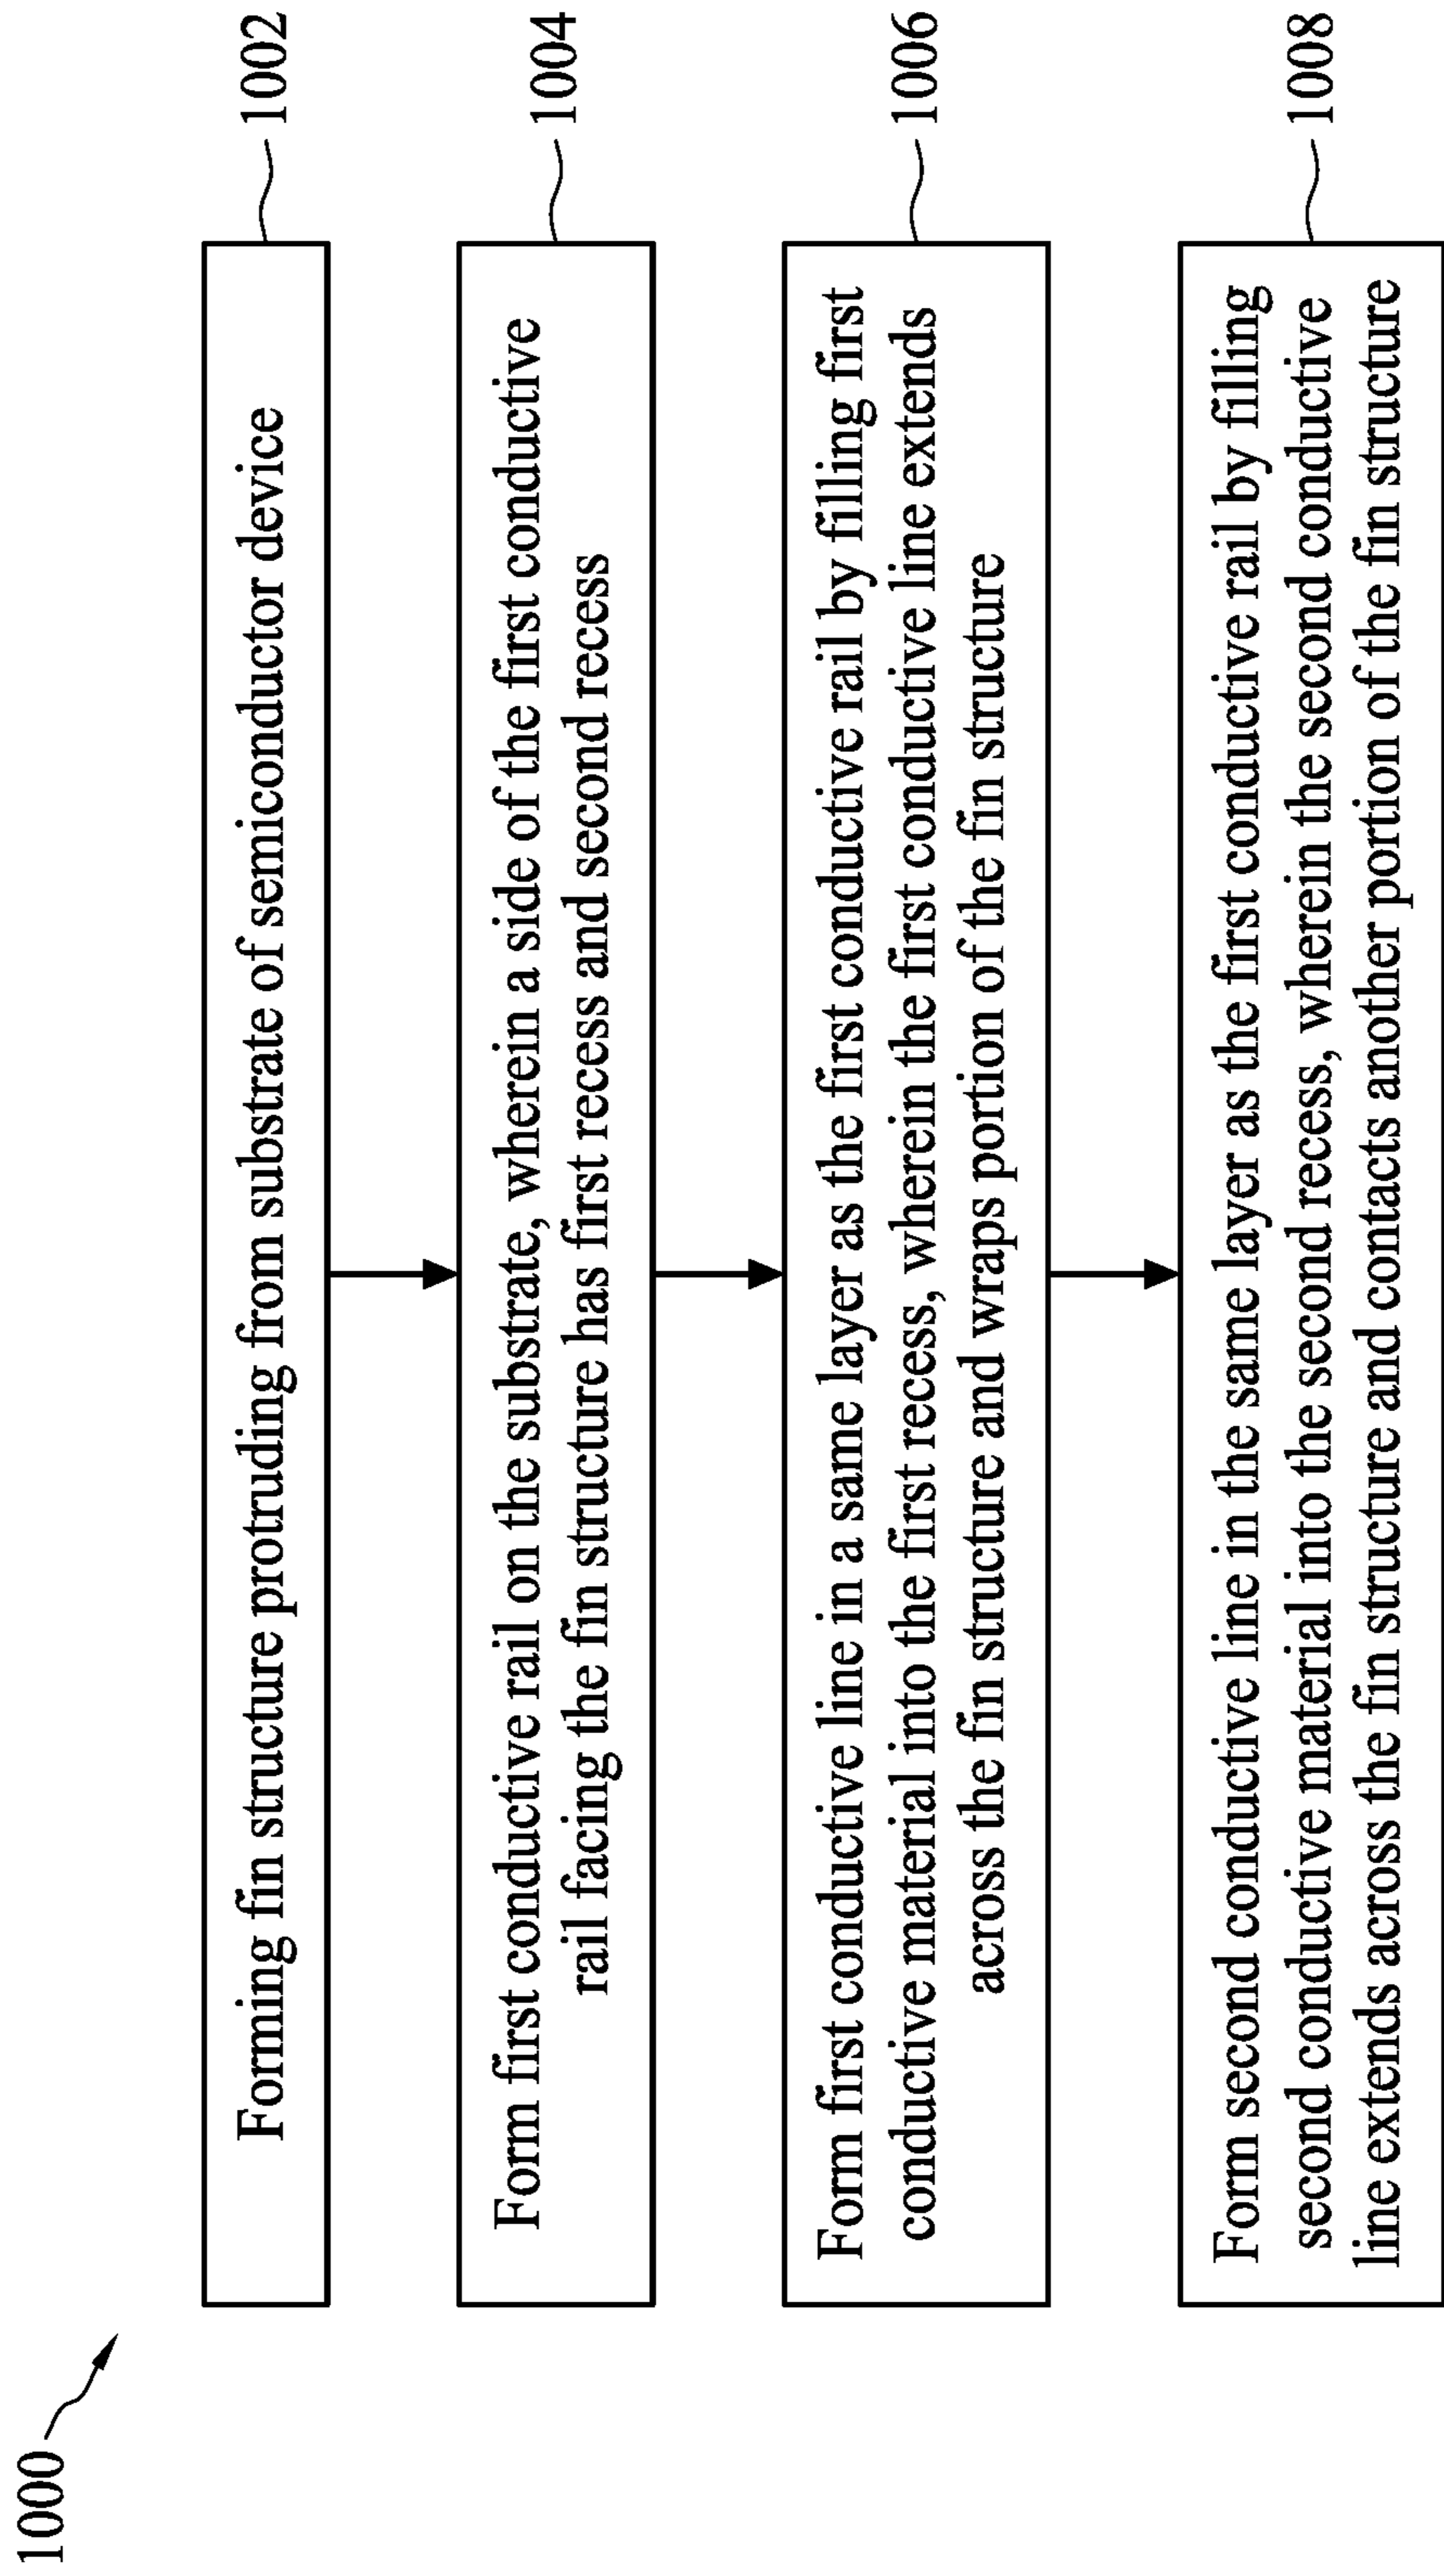 1000
Forming fin structure protruding from substrate of semiconductor device
1002
Form first conductive rail on the substrate, wherein a side of the first conductive
rail facing the fin structure has first recess and second recess
1004
Form first conductive line in a same layer as the first conductive rail by filling first
conductive material into the first recess, wherein the first conductive line extends
across the fin structure and wraps portion of the fin structure
1006
Form second conductive line in the same layer as the first conductive rail by filling
second conductive material into the second recess, wherein the second conductive
line extends across the fin structure and contacts another portion of the fin structure
1008